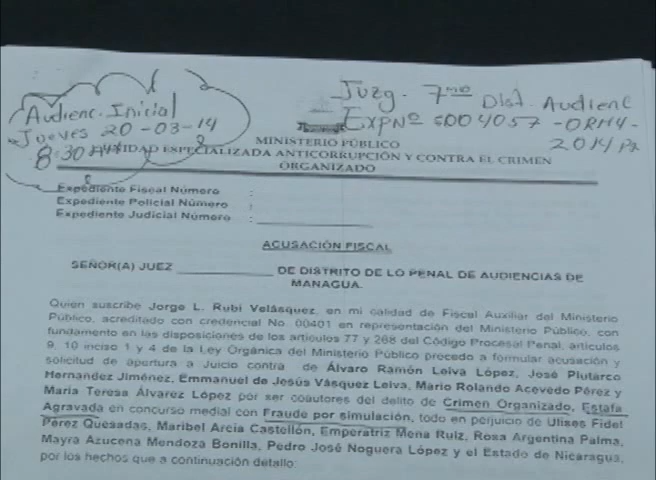 Audienc. Inicial
Jueves 20-03-14
8:30
Juzg. 7mo Dist. Audienc
EXPNº 5004057-ORM4-
2014 PN
MINISTERIO PÚBLICO
UNIDAD ESPECIALIZADA ANTICORRUPCIÓN Y CONTRA EL CRIMEN
ORGANIZADO
Expediente Fiscal Número :
Expediente Policial Número :
Expediente Judicial Número :
ACUSACIÓN FISCAL
SEÑOR(A) JUEZ ____________ DE DISTRITO DE LO PENAL DE AUDIENCIAS DE
MANAGUA.
Quien suscribe Jorge L. Rubí Velásquez, en mi calidad de Fiscal Auxiliar del Ministerio
Público, acreditado con credencial No. 00401 en representación del Ministerio Público, con
fundamento en las disposiciones de los artículos 77 y 268 del Código Procesal Penal, artículos
9, 10 inciso 1 y 4 de la Ley Orgánica del Ministerio Público procedo a formular acusación y
solicitud de apertura a Juicio contra de Álvaro Ramón Leiva López, José Plutarco
Hernández Jiménez, Emmanuel de Jesús Vásquez Leiva, Mario Rolando Acevedo Pérez y
María Teresa Álvarez López por ser coautores del delito de Crimen Organizado, Estafa
Agravada en concurso medial con Fraude por simulación, todo en perjuicio de Ulises Fidel
Pérez Quesadas, Maribel Arcia Castellón, Emperatriz Mena Ruiz, Rosa Argentina Palma,
Mayra Azucena Mendoza Bonilla, Pedro José Noguera López y el Estado de Nicaragua,
por los hechos que a continuación detallo: